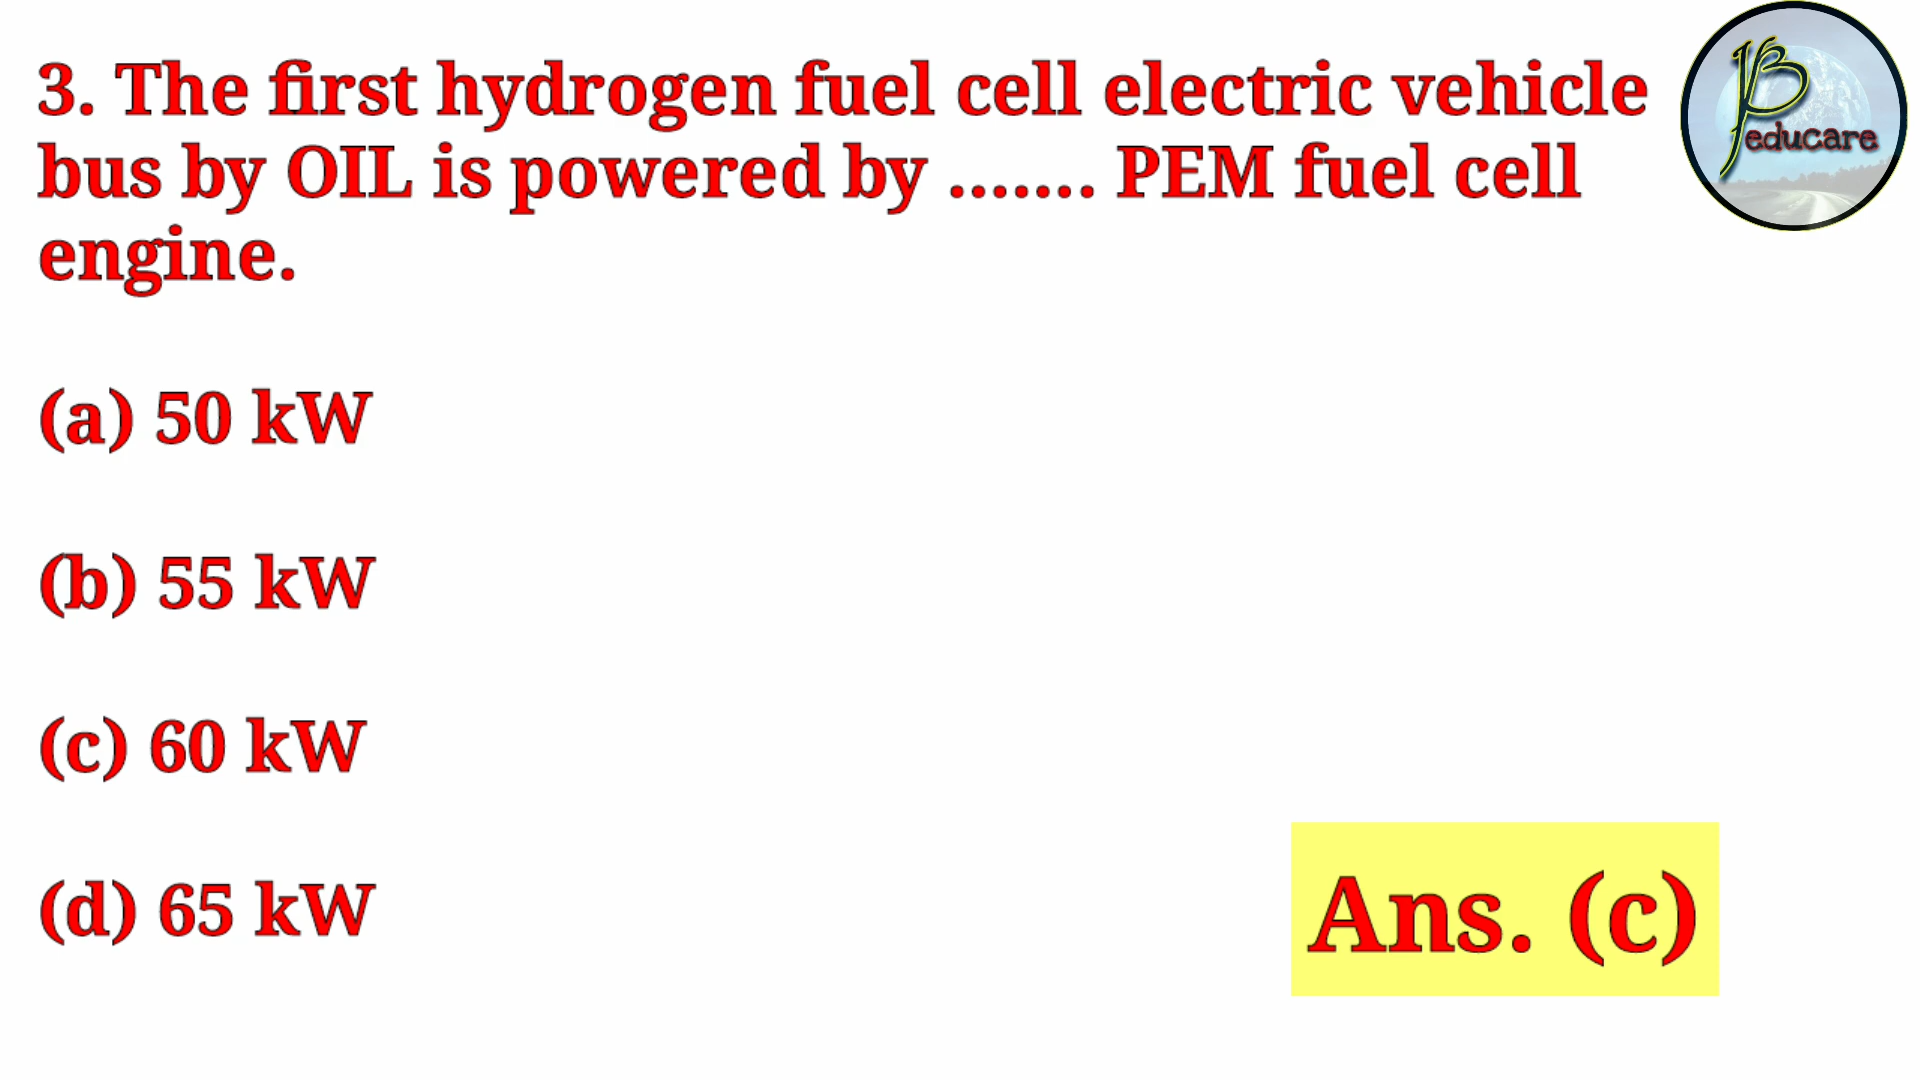 3. The first hydrogen fuel cell electric vehicle
bus by OIL is powered by ....... PEM fuel cell
engine.
(a) 50 kW
(b) 55 kW
(c) 60 kW
(d) 65 kW
Ans. (c)
educare